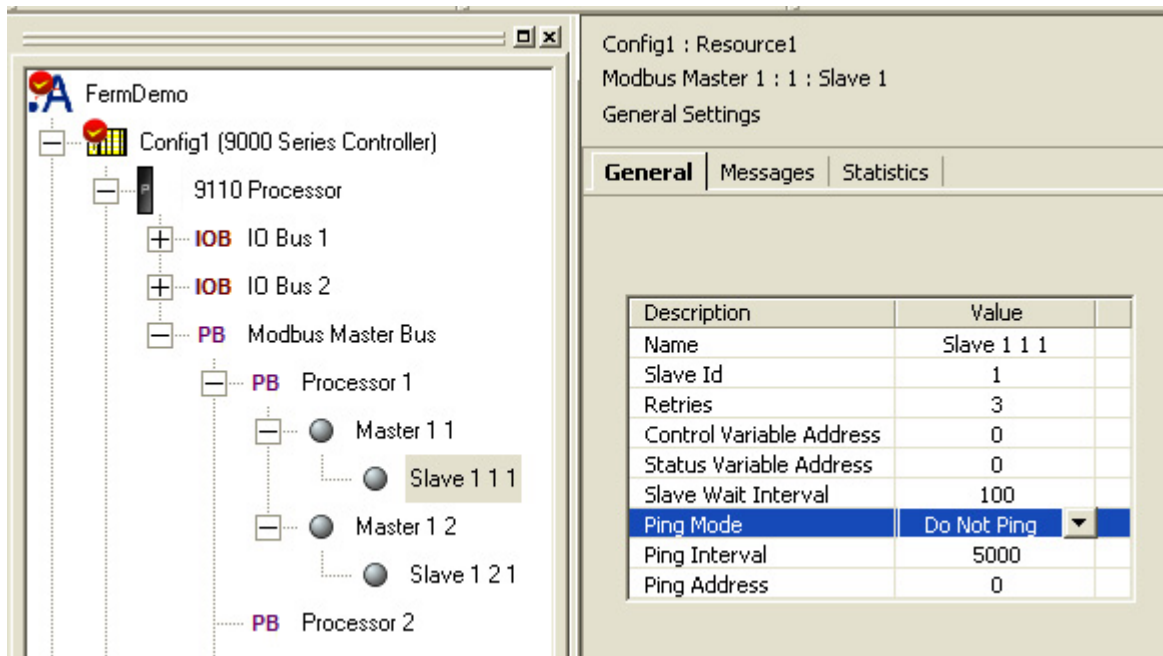 FermDemo
Config1 (9000 Series Controller)
P
9110 Processor
IOB IO Bus 1
IOB IO Bus 2
PB Modbus Master Bus
PB Processor 1
Master 1 1
Slave 1 1 1
Master 1 2
Slave 1 2 1
PB Processor 2
Config1 : Resource1
Modbus Master 1 : 1 : Slave 1
General Settings
General Messages Statistics
Description Value
Name Slave 1 1 1
Slave Id 1
Retries 3
Control Variable Address 0
Status Variable Address 0
Slave Wait Interval 100
Ping Mode Do Not Ping
Ping Interval 5000
Ping Address 0